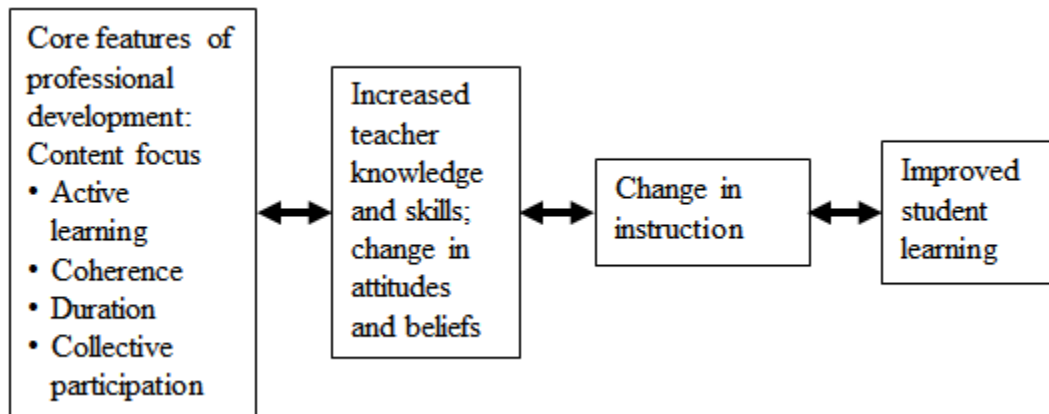 Core features of
professional
development:
Content focus
• Active
learning
• Coherence
• Duration
• Collective
participation
Increased
teacher
knowledge
and skills;
change in
attitudes
and beliefs
Change in
instruction
Improved
student
learning